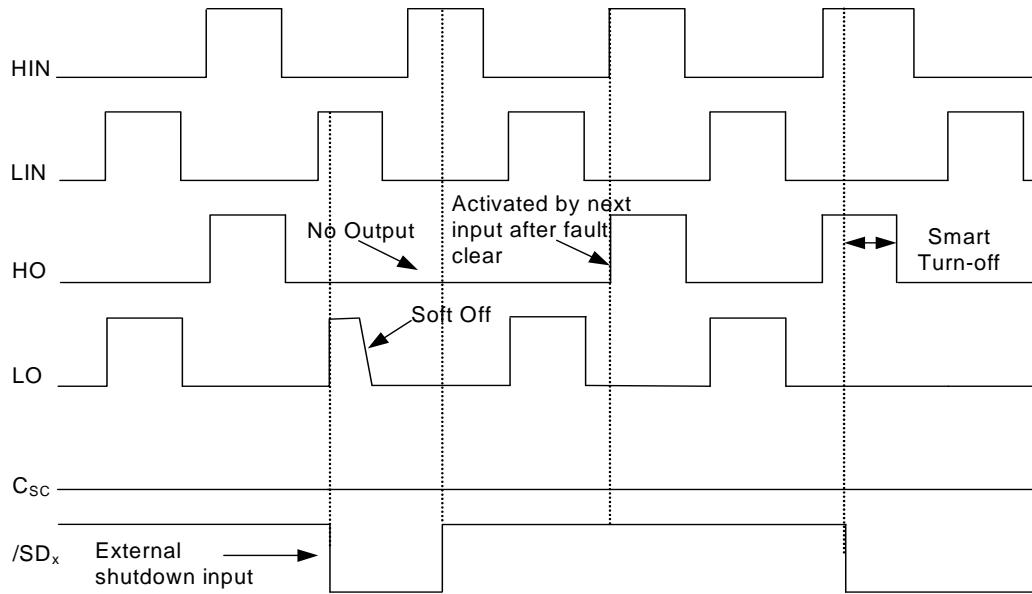 HIN
LIN
No Output
Activated by next
input after fault
clear
HO
Smart
Turn-off
Soft Off
LO
CSC
/SDx
External
shutdown input